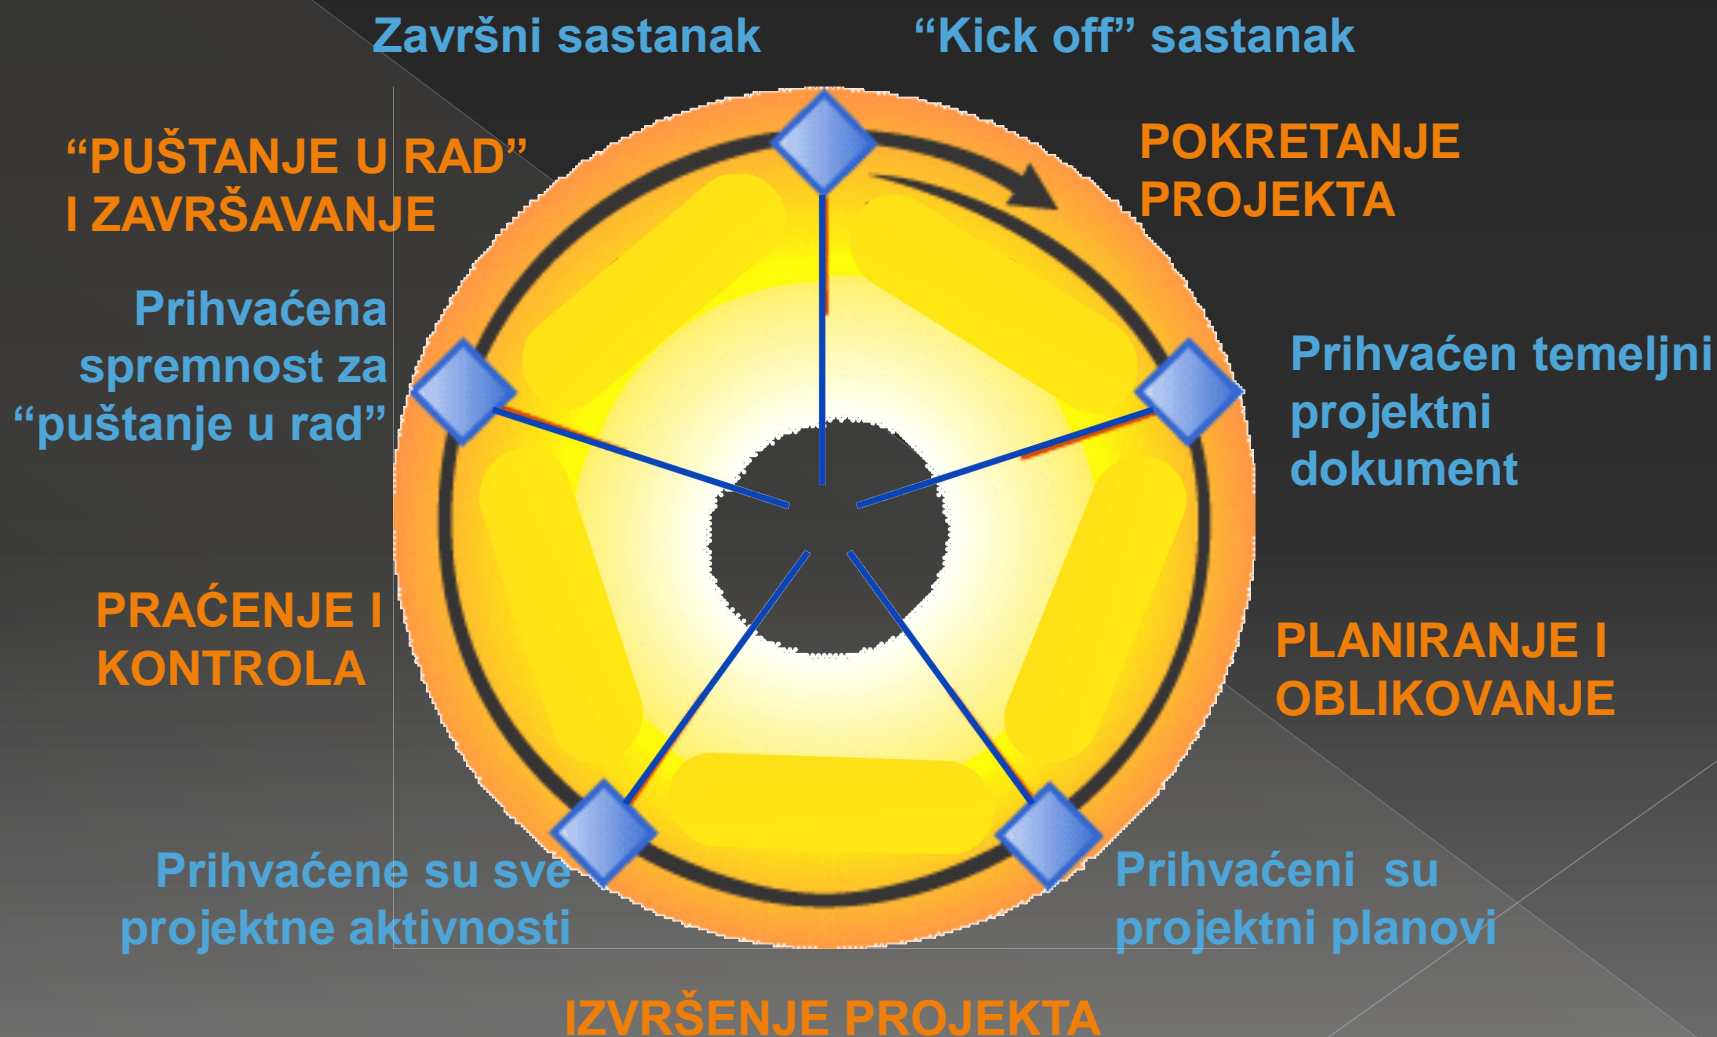 Završni sastanak
“Kick off” sastanak
“PUŠTANJE U RAD”
I ZAVRŠAVANJE
POKRETANJE
PROJEKTA
Prihvaćena
spremnost za
“puštanje u rad”
Prihvaćen temeljni
projektni
dokument
PRAĆENJE I
KONTROLA
PLANIRANJE I
OBLIKOVANJE
Prihvaćene su sve
projektne aktivnosti
Prihvaćeni  su
projektni planovi
IZVRŠENJE PROJEKTA